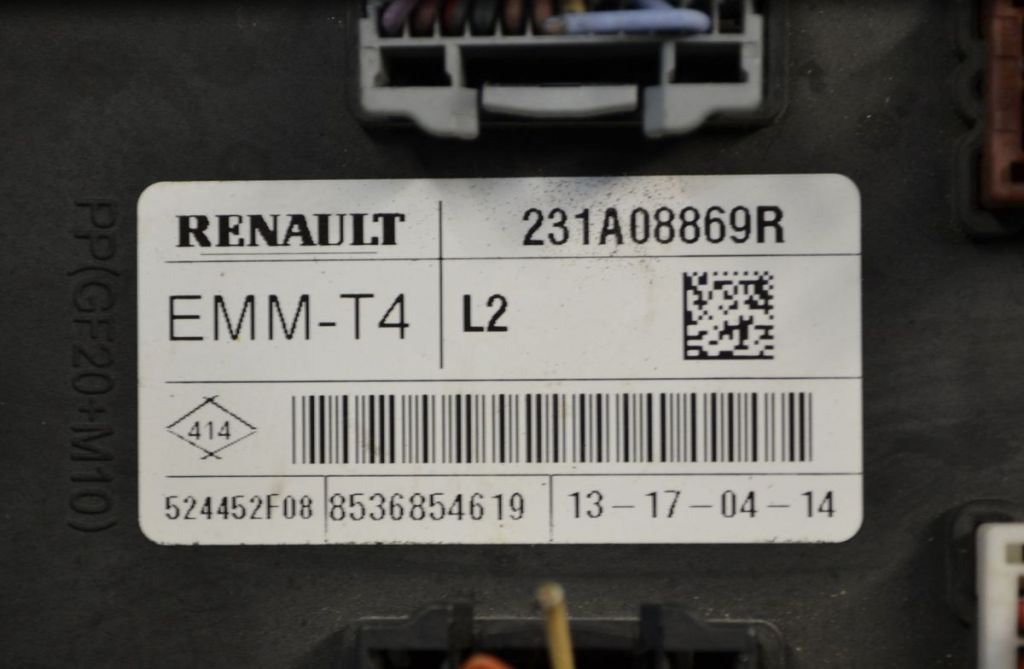 RENAULT 231A08869R
EMM-T4 L2
414
524452F08 8536854619 13-17-04-14
PP(GF20+M10)